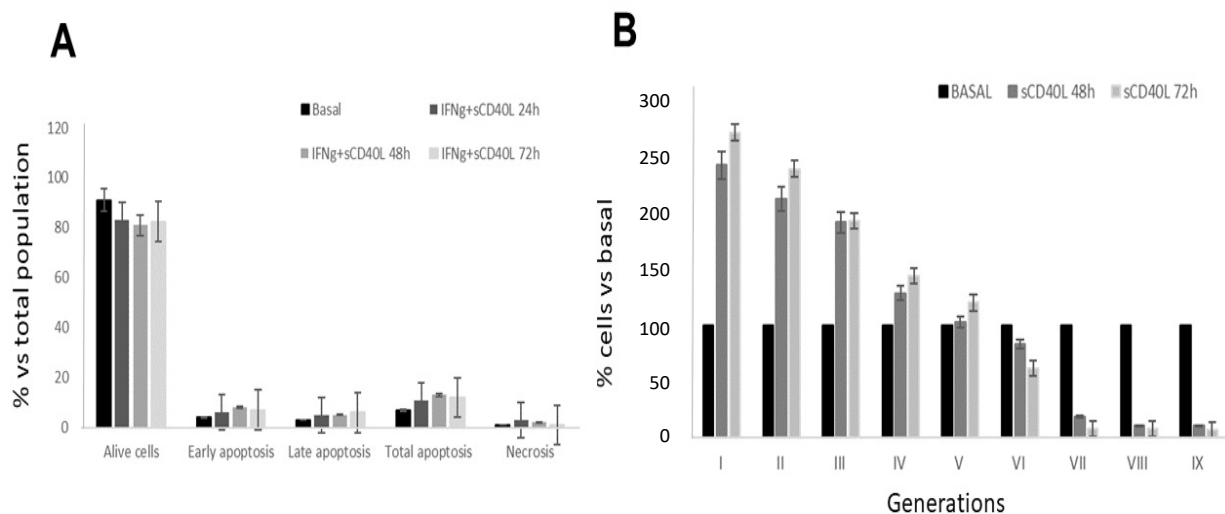 A
Basal
IFNg+sCD40L 24h
IFNg+sCD40L 48h
IFNg+sCD40L 72h
% vs total population
120
100
80
60
40
20
0
Alive cells
Early apoptosis
Late apoptosis
Total apoptosis
Necrosis
B
BASAL
sCD40L 48h
sCD40L 72h
% cells vs basal
300
250
200
150
100
50
0
I
II
III
IV
V
VI
VII
VIII
IX
Generations